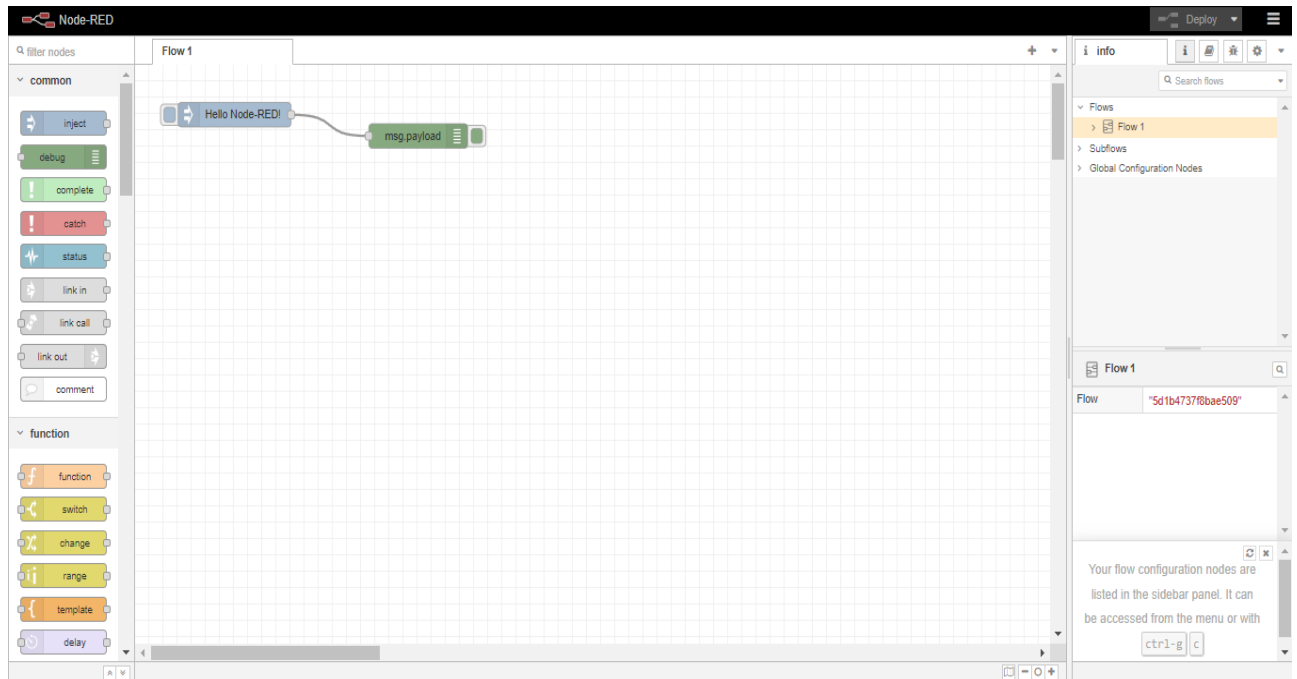 Node-RED
Deploy
filter nodes
common
inject
debug
complete
catch
status
link in
link call
link out
comment
function
function
switch
change
range
template
delay
Flow 1
Hello Node-RED!
msg.payload
i info
i
Search flows
Flows
Flow 1
Subflows
Global Configuration Nodes
Flow 1
Flow "5d1b4737f8bae509"
Your flow configuration nodes are
listed in the sidebar panel. It can
be accessed from the menu or with
ctrl-g c